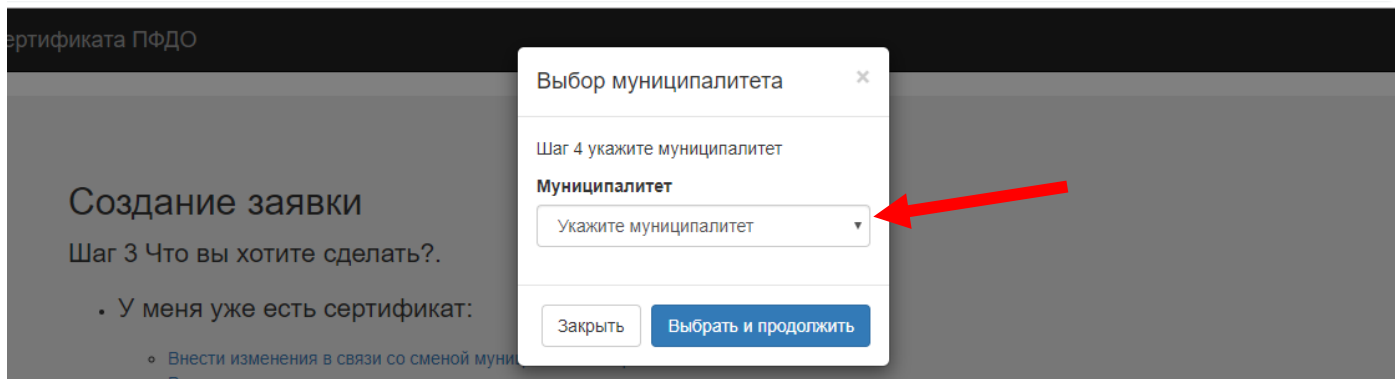 ертификата ПФДО
Выбор муниципалитета
×
Шаг 4 укажите муниципалитет
Муниципалитет
Укажите муниципалитет
Закрыть
Выбрать и продолжить
Создание заявки
Шаг 3 Что вы хотите сделать?.
У меня уже есть сертификат:
Внести изменения в связи со сменой муни